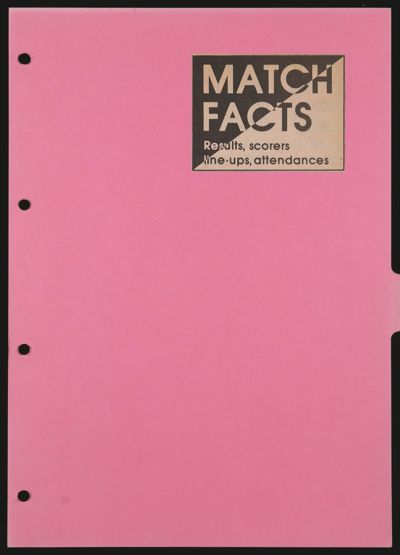 MATCH
FACTS
Results, scorers
line-ups, attendances